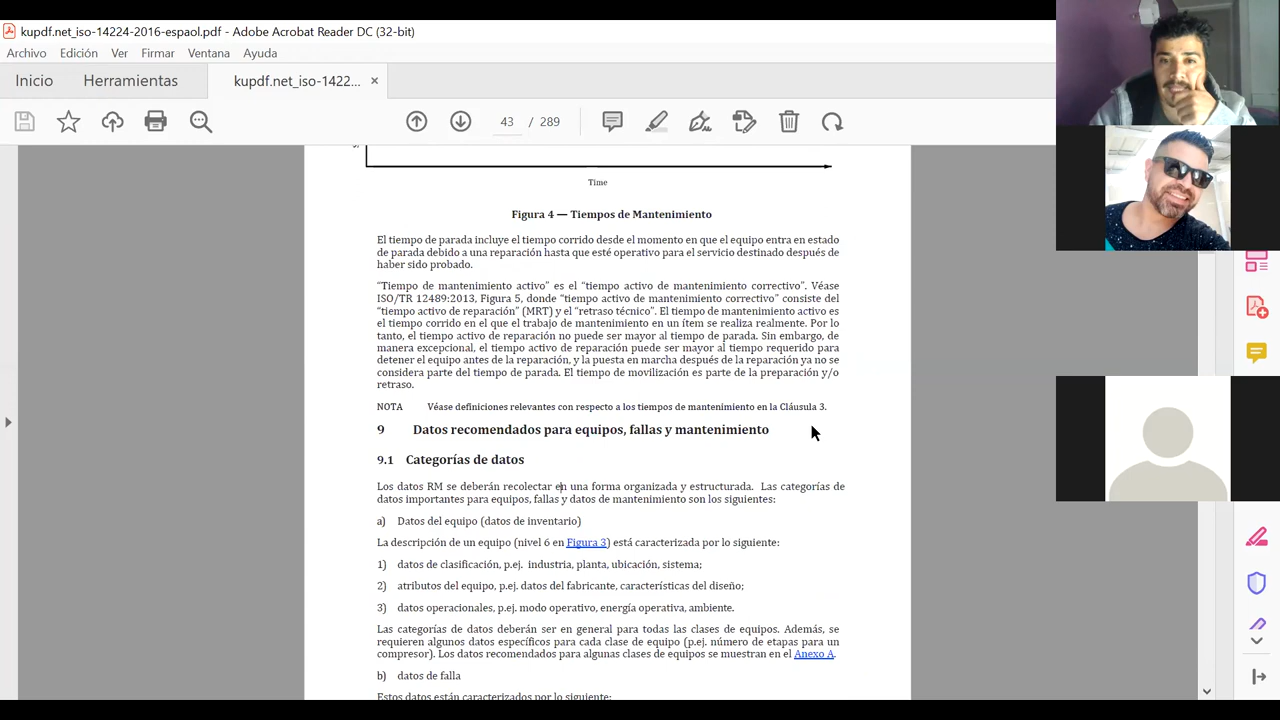 kupdf.net_iso-14224-2016-espaol.pdf - Adobe Acrobat Reader DC (32-bit)
Archivo Edición Ver Firmar Ventana Ayuda
Inicio Herramientas kupdf.net_iso-1422... ×
43 / 289
Time
Figura 4 — Tiempos de Mantenimiento
El tiempo de parada incluye el tiempo corrido desde el momento en que el equipo entra en estado
de parada debido a una reparación hasta que esté operativo para el servicio destinado después de
haber sido probado.
“Tiempo de mantenimiento activo” es el “tiempo activo de mantenimiento correctivo”. Véase
ISO/TR 12489:2013, Figura 5, donde “tiempo activo de mantenimiento correctivo” consiste del
“tiempo activo de reparación” (MRT) y el “retraso técnico”. El tiempo de mantenimiento activo es
el tiempo corrido en el que el trabajo de mantenimiento en un ítem se realiza realmente. Por lo
tanto, el tiempo activo de reparación no puede ser mayor al tiempo de parada. Sin embargo, de
manera excepcional, el tiempo activo de reparación puede ser mayor al tiempo requerido para
detener el equipo antes de la reparación, y la puesta en marcha después de la reparación ya no se
considera parte del tiempo de parada. El tiempo de movilización es parte de la preparación y/o
retraso.
NOTA Véase definiciones relevantes con respecto a los tiempos de mantenimiento en la Cláusula 3.
9 Datos recomendados para equipos, fallas y mantenimiento
9.1 Categorías de datos
Los datos RM se deberán recolectar en una forma organizada y estructurada. Las categorías de
datos importantes para equipos, fallas y datos de mantenimiento son los siguientes:
a) Datos del equipo (datos de inventario)
La descripción de un equipo (nivel 6 en Figura 3) está caracterizada por lo siguiente:
1) datos de clasificación, p.ej. industria, planta, ubicación, sistema;
2) atributos del equipo, p.ej. datos del fabricante, características del diseño;
3) datos operacionales, p.ej. modo operativo, energía operativa, ambiente.
Las categorías de datos deberán ser en general para todas las clases de equipos. Además, se
requieren algunos datos específicos para cada clase de equipo (p.ej. número de etapas para un
compresor). Los datos recomendados para algunas clases de equipos se muestran en el Anexo A.
b) datos de falla
Estos datos están caracterizados por lo siguiente: